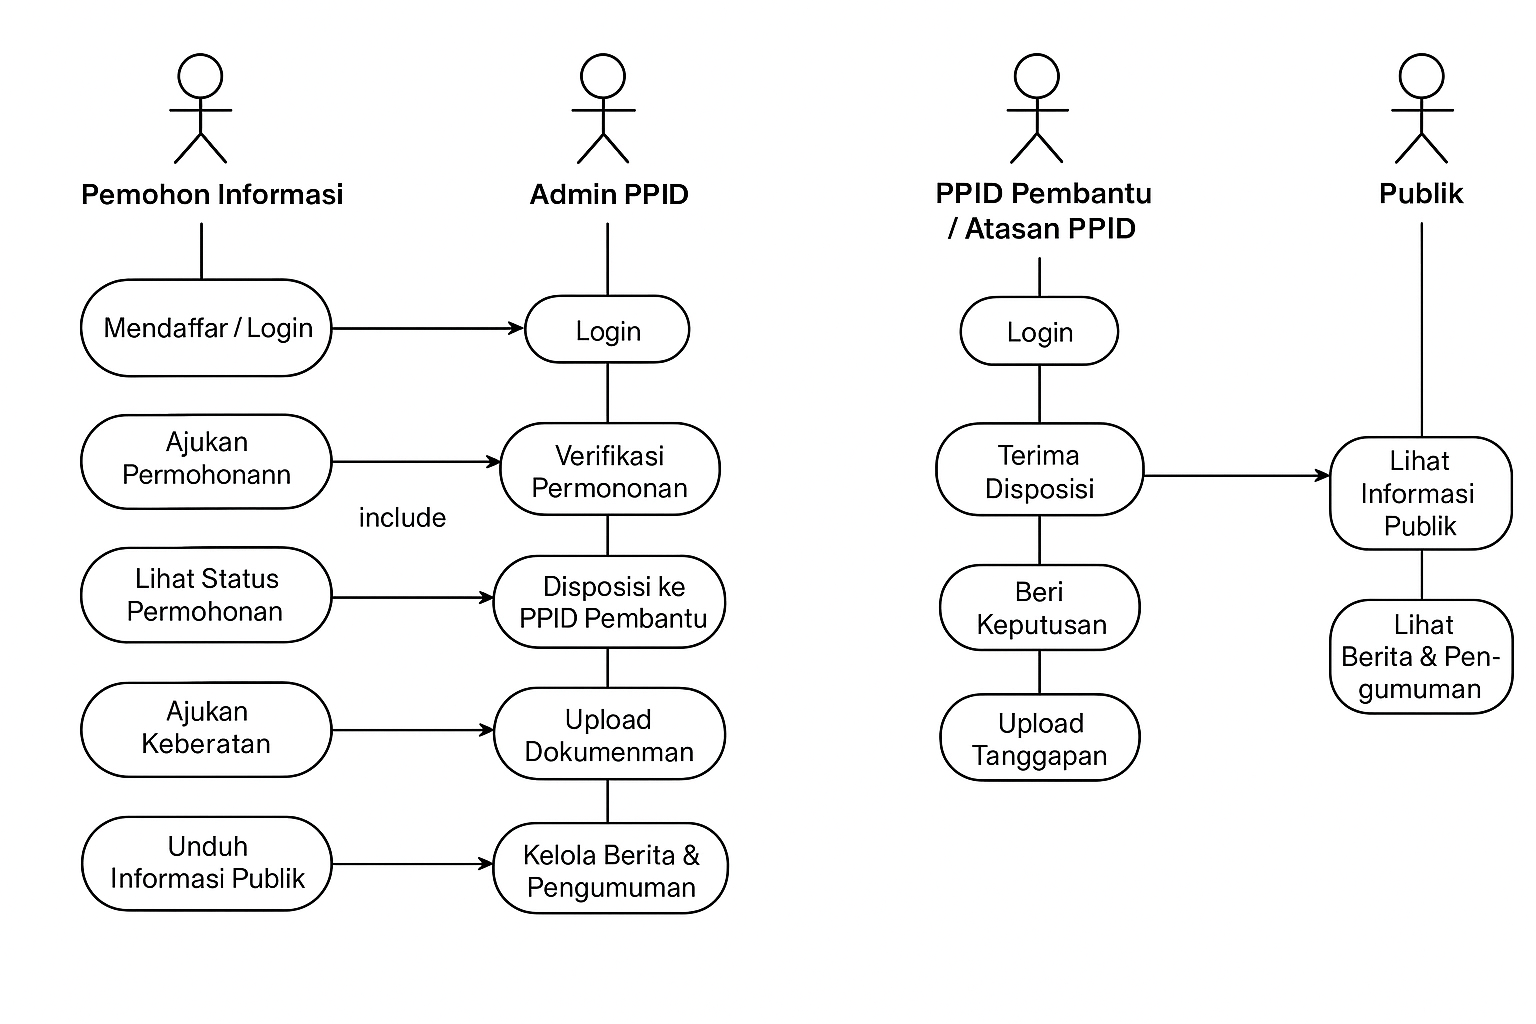 Pemohon Informasi
Mendaffar / Login
Ajukan
Permohonann
include
Lihat Status
Permohonan
Ajukan
Keberatan
Unduh
Informasi Publik
Admin PPID
Login
Verifikasi
Permononan
Disposisi ke
PPID Pembantu
Upload
Dokumenman
Kelola Berita &
Pengumuman
PPID Pembantu
/ Atasan PPID
Login
Terima
Disposisi
Beri
Keputusan
Upload
Tanggapan
Publik
Lihat
Informasi
Publik
Lihat
Berita & Pen-
gumuman